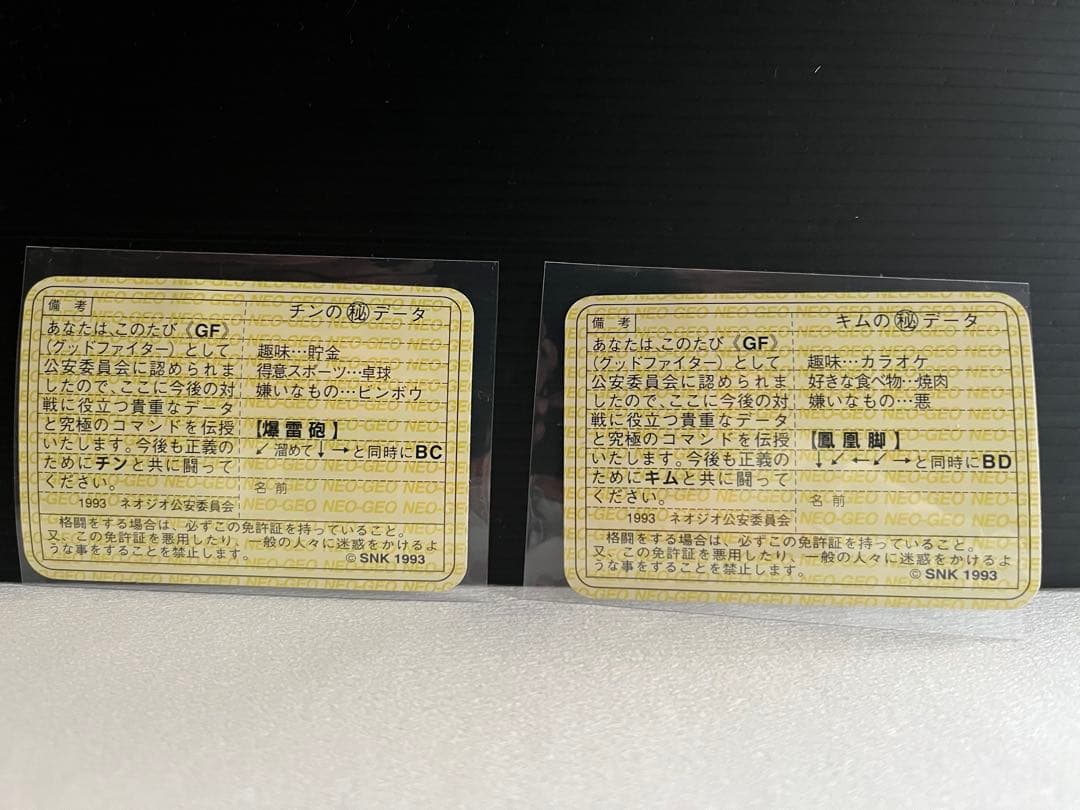 備考
チンの㊙データ
あなたは、このたび《GF》
(グッドファイター)として
公安委員会に認められま
したので、ここに今後の対
戦に役立つ貴重なデータ
と究極のコマンドを伝授
いたします。今後も正義の
ためにチンと共に闘って
ください。
1993 ネオジオ公安委員会
趣味…貯金
得意スポーツ…卓球
嫌いなもの…ビンボウ
【爆雷砲】
↙溜めて↓→と同時にBC
名前
格闘をする場合は、必ずこの免許証を持っていること。
又、この免許証を悪用したり、一般の人々に迷惑をかけるよ
うな事をすることを禁止します。
© SNK 1993
備考
キムの㊙データ
あなたは、このたび《GF》
(グッドファイター)として
公安委員会に認められま
したので、ここに今後の対
戦に役立つ貴重なデータ
と究極のコマンドを伝授
いたします。今後も正義の
ためにキムと共に闘って
ください。
1993 ネオジオ公安委員会
趣味…カラオケ
好きな食べ物…焼肉
嫌いなもの…悪
【鳳凰脚】
↓↙←↙→と同時にBD
名前
格闘をする場合は、必ずこの免許証を持っていること。
又、この免許証を悪用したり、一般の人々に迷惑をかけるよ
うな事をすることを禁止します。
© SNK 1993